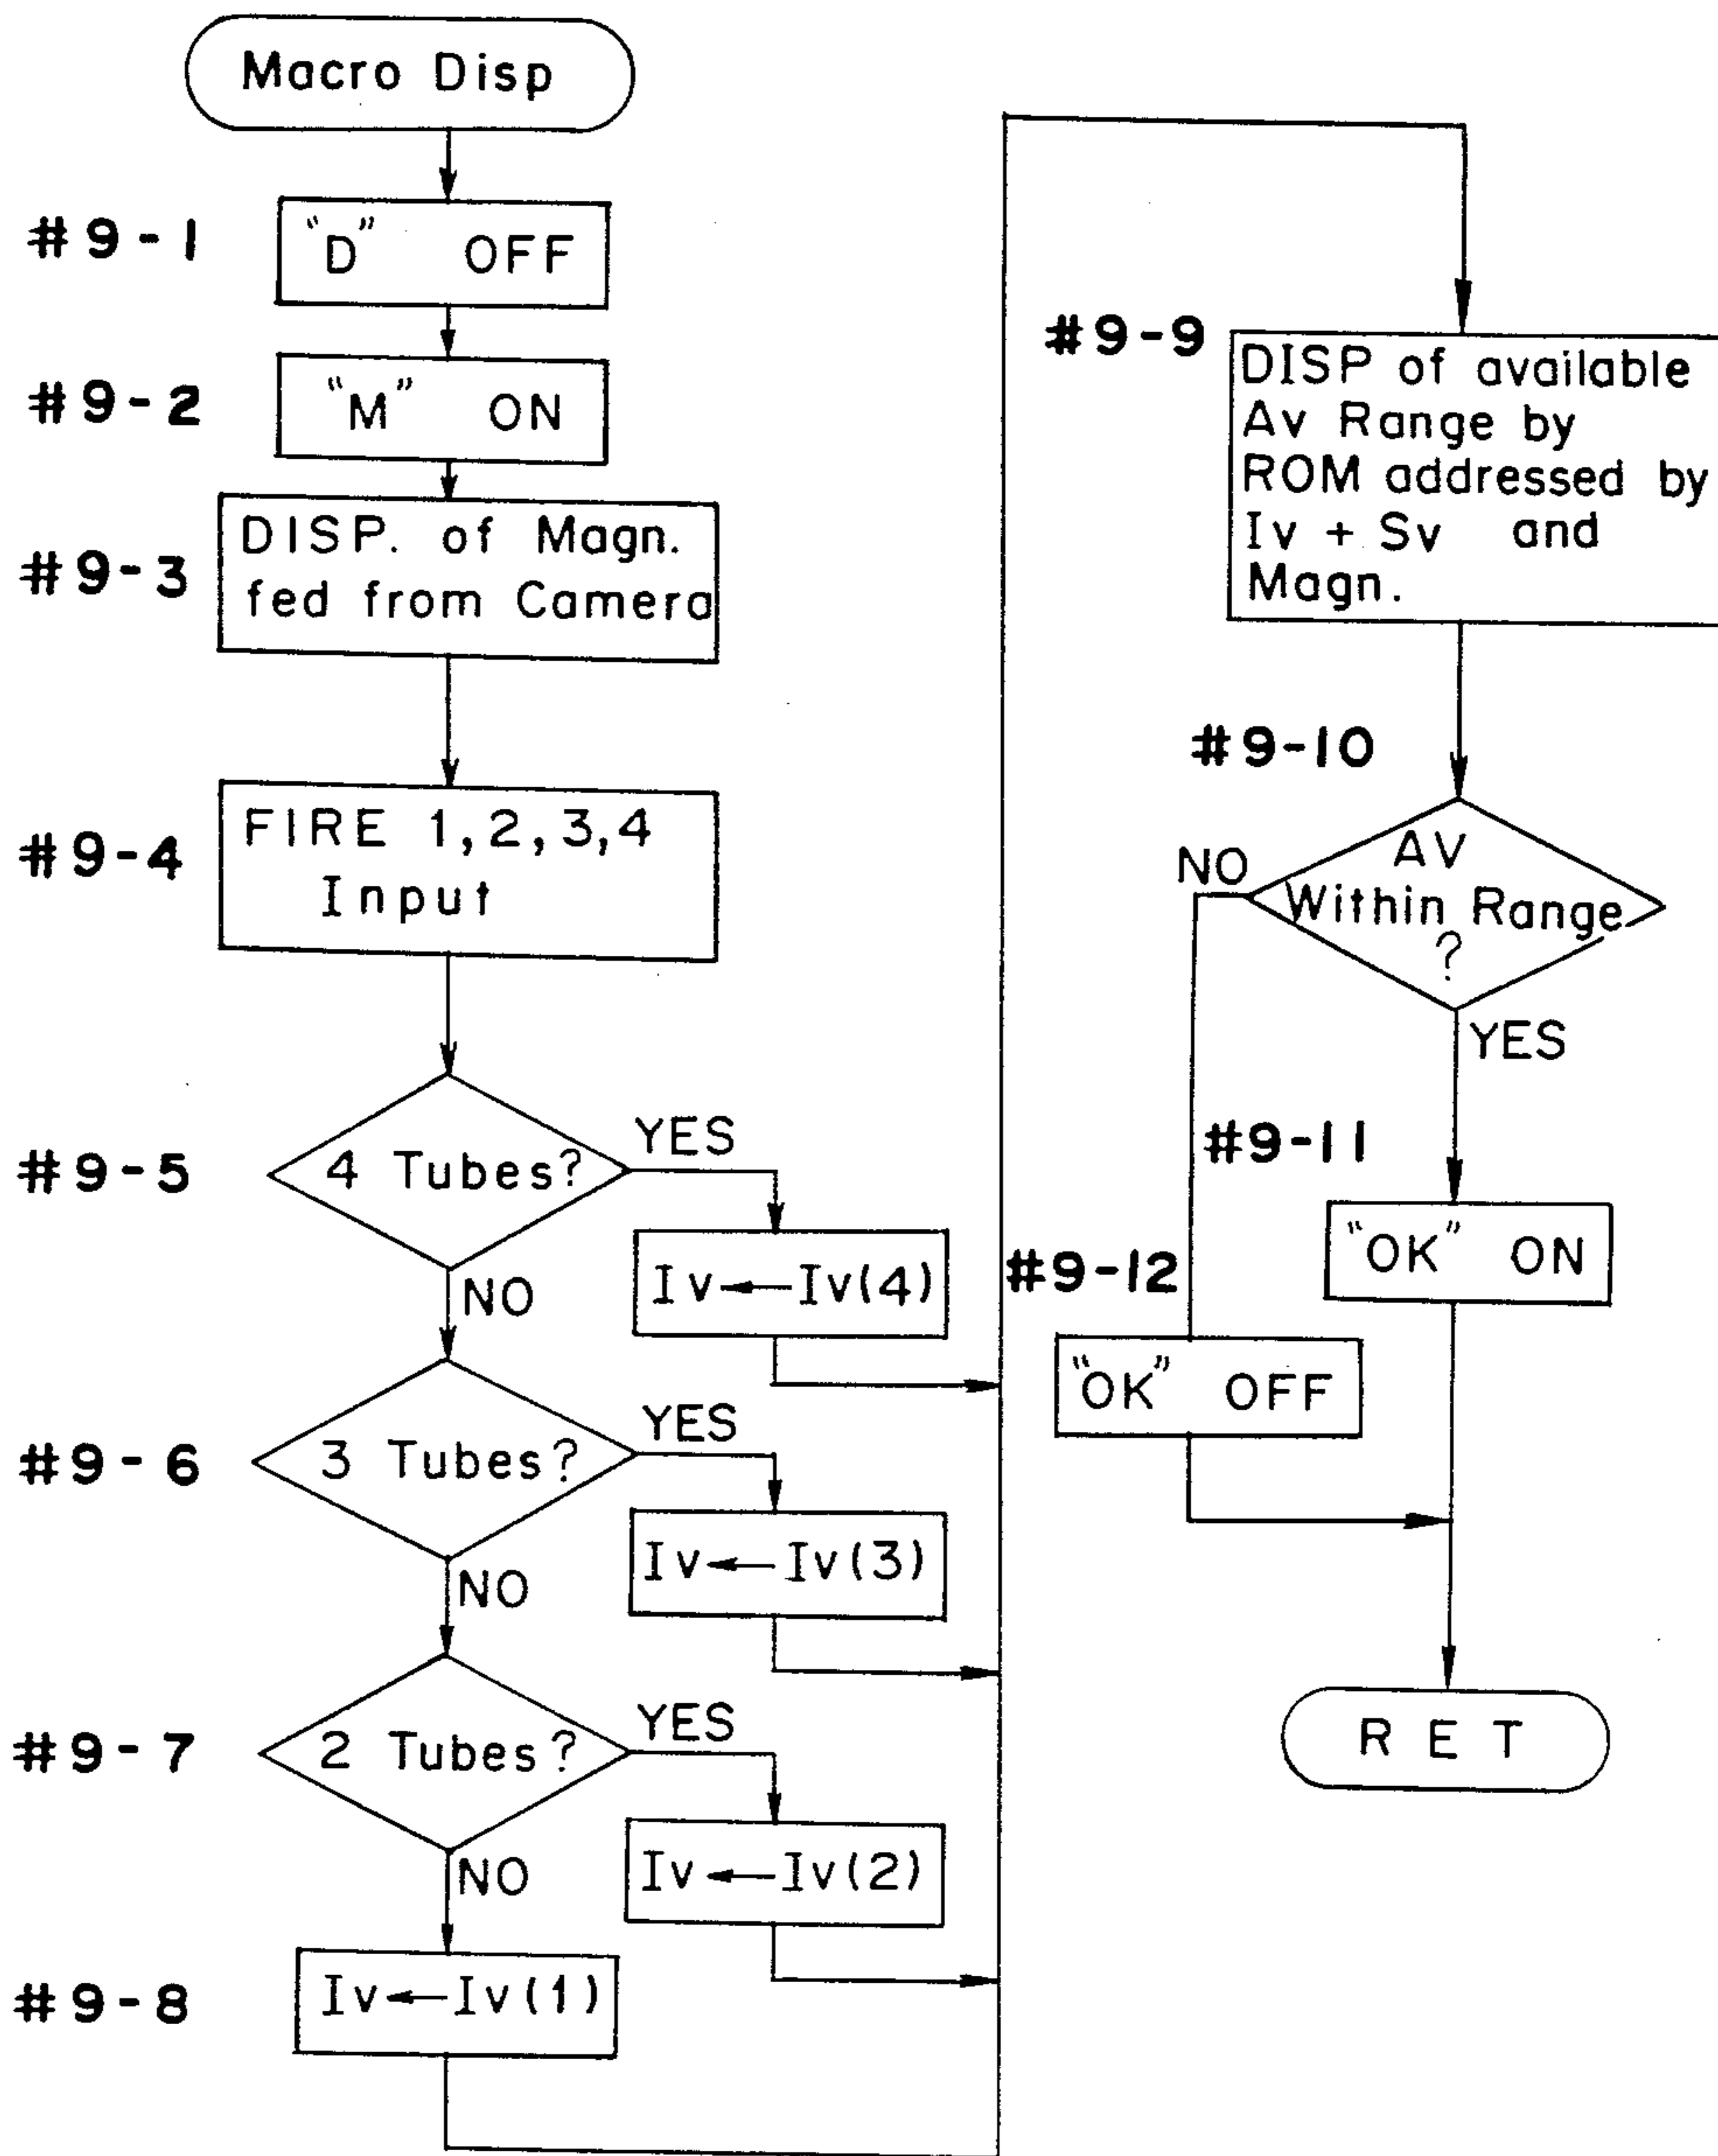 Macro Disp
#9-1
"D" OFF
#9-2
"M" ON
#9-3
DISP. of Magn.
fed from Camera
#9-4
FIRE 1,2,3,4
Input
#9-5
4 Tubes?
YES
Iv←Iv(4)
NO
#9-6
3 Tubes?
YES
Iv←Iv(3)
NO
#9-7
2 Tubes?
YES
Iv←Iv(2)
NO
#9-8
Iv←Iv(1)
#9-9
DISP of available
Av Range by
ROM addressed by
Iv + Sv and
Magn.
#9-10
AV
Within Range
?
NO
YES
#9-11
"OK" ON
#9-12
"OK" OFF
RET